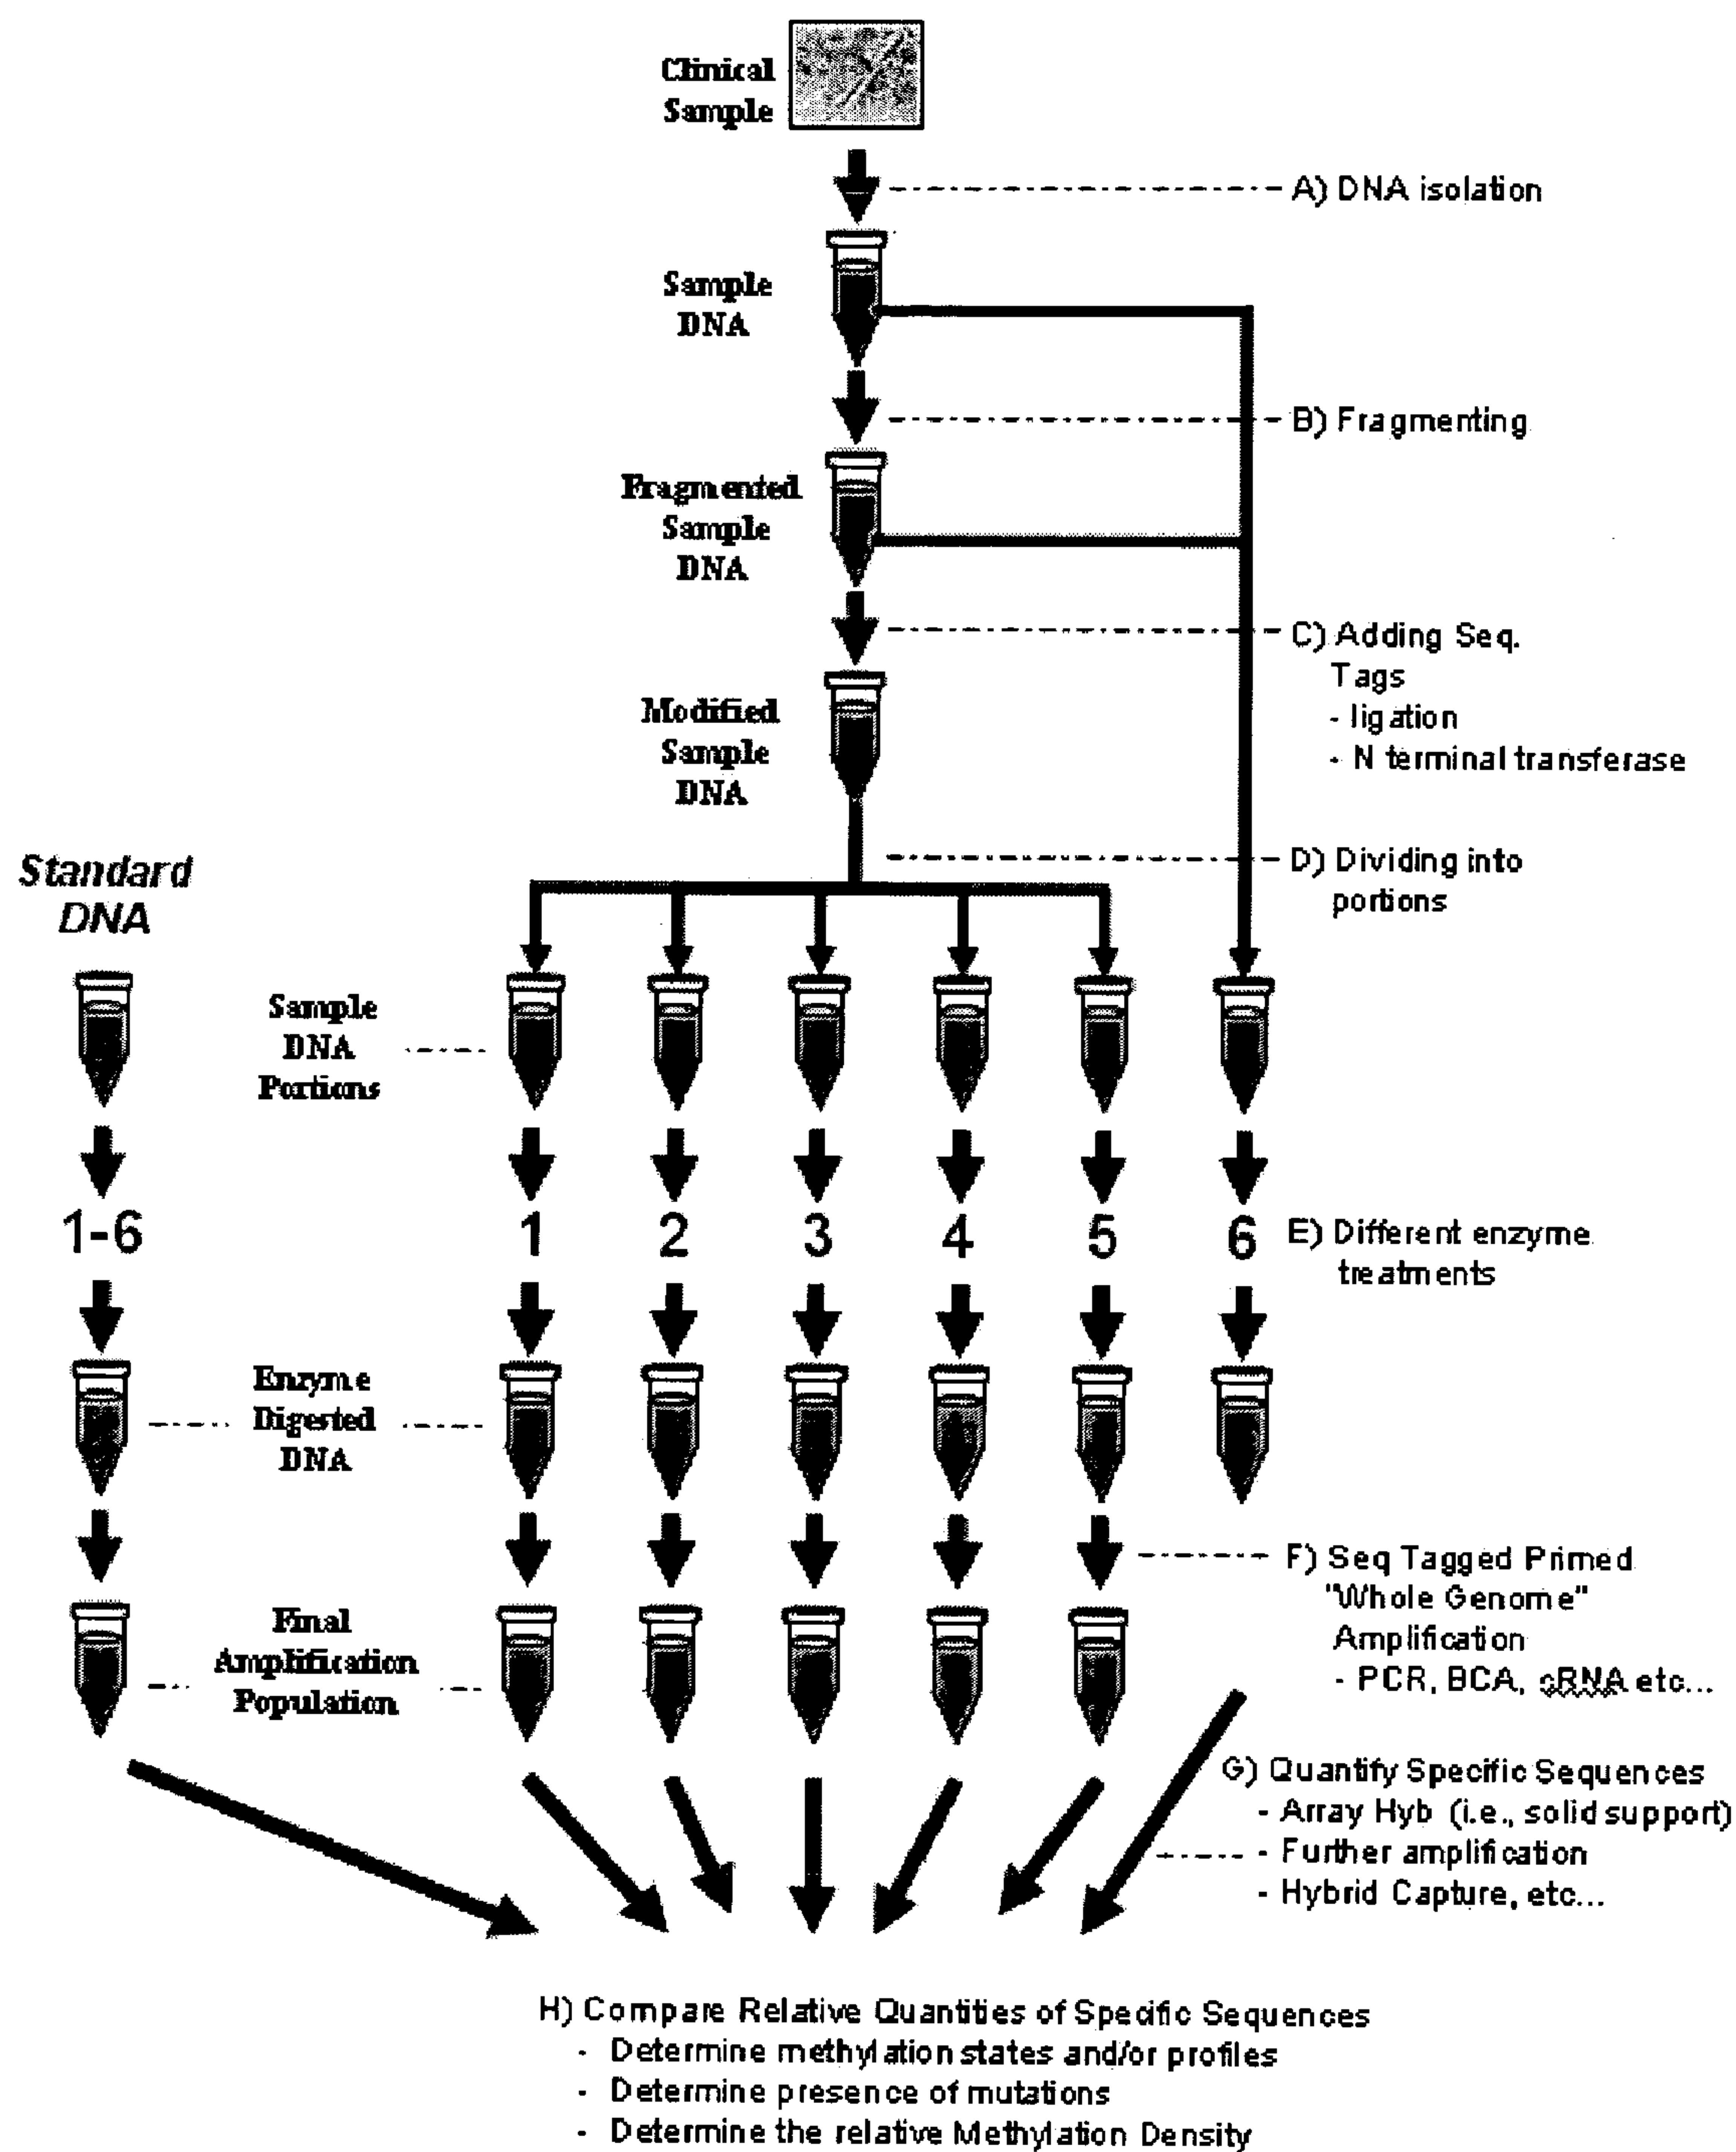 Clinical
Sample
A) DNA isolation
Sample
DNA
B) Fragmenting
Fragmented
Sample
DNA
C) Adding Seq.
Tags
- ligation
- N terminal transferase
Modified
Sample
DNA
D) Dividing into
portions
Standard
DNA
Sample
DNA
Portions
1-6 1 2 3 4 5 6 E) Different enzyme
treatments
Enzyme
Digested
DNA
F) Seq Tagged Primed
"Whole Genome"
Amplification
- PCR, BCA, cRNA etc...
Final
Amplification
Population
G) Quantify Specific Sequences
- Array Hyb (i.e., solid support)
- Further amplification
- Hybrid Capture, etc...
H) Compare Relative Quantities of Specific Sequences
- Determine methylation states and/or profiles
- Determine presence of mutations
- Determine the relative Methylation Density